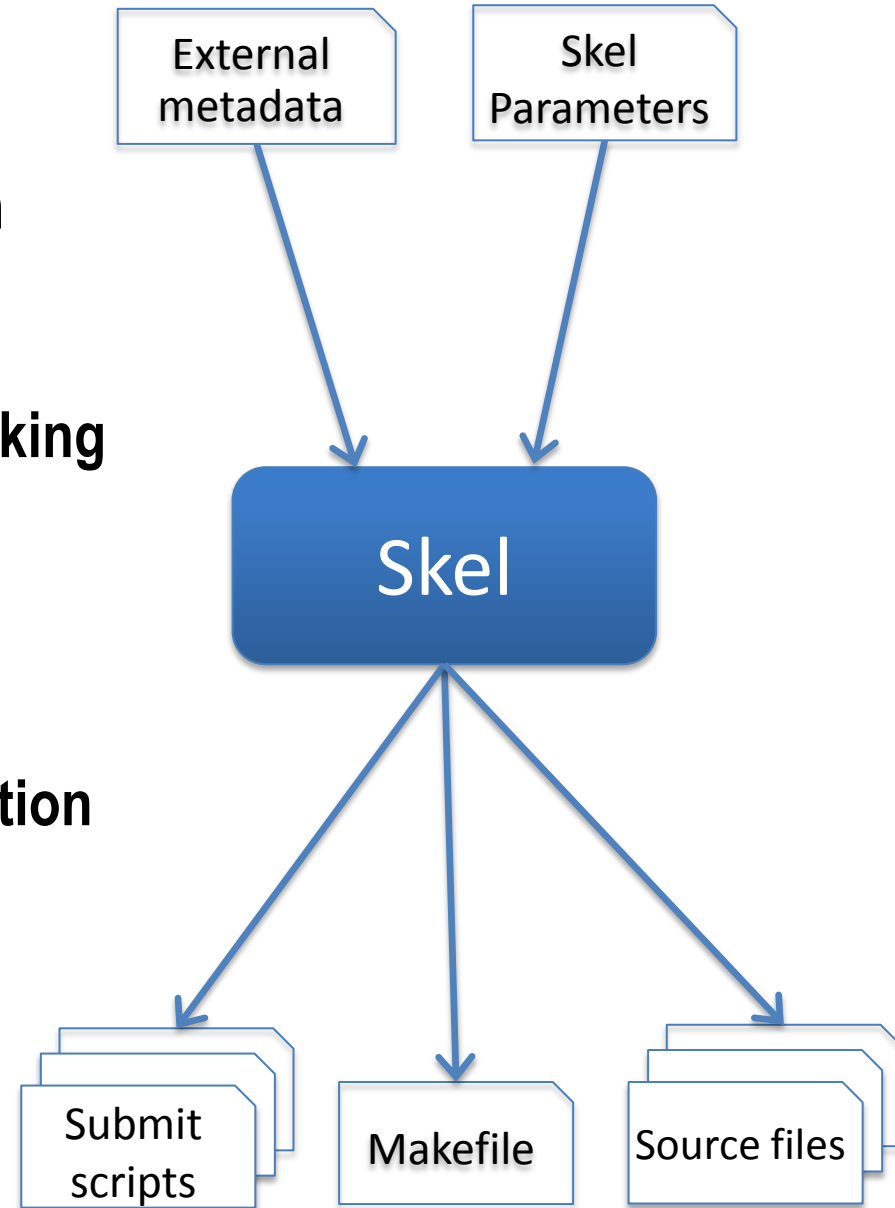 External
metadata
Skel
Parameters
king
Skel
tion
Submit
scripts
Makefile
Source files